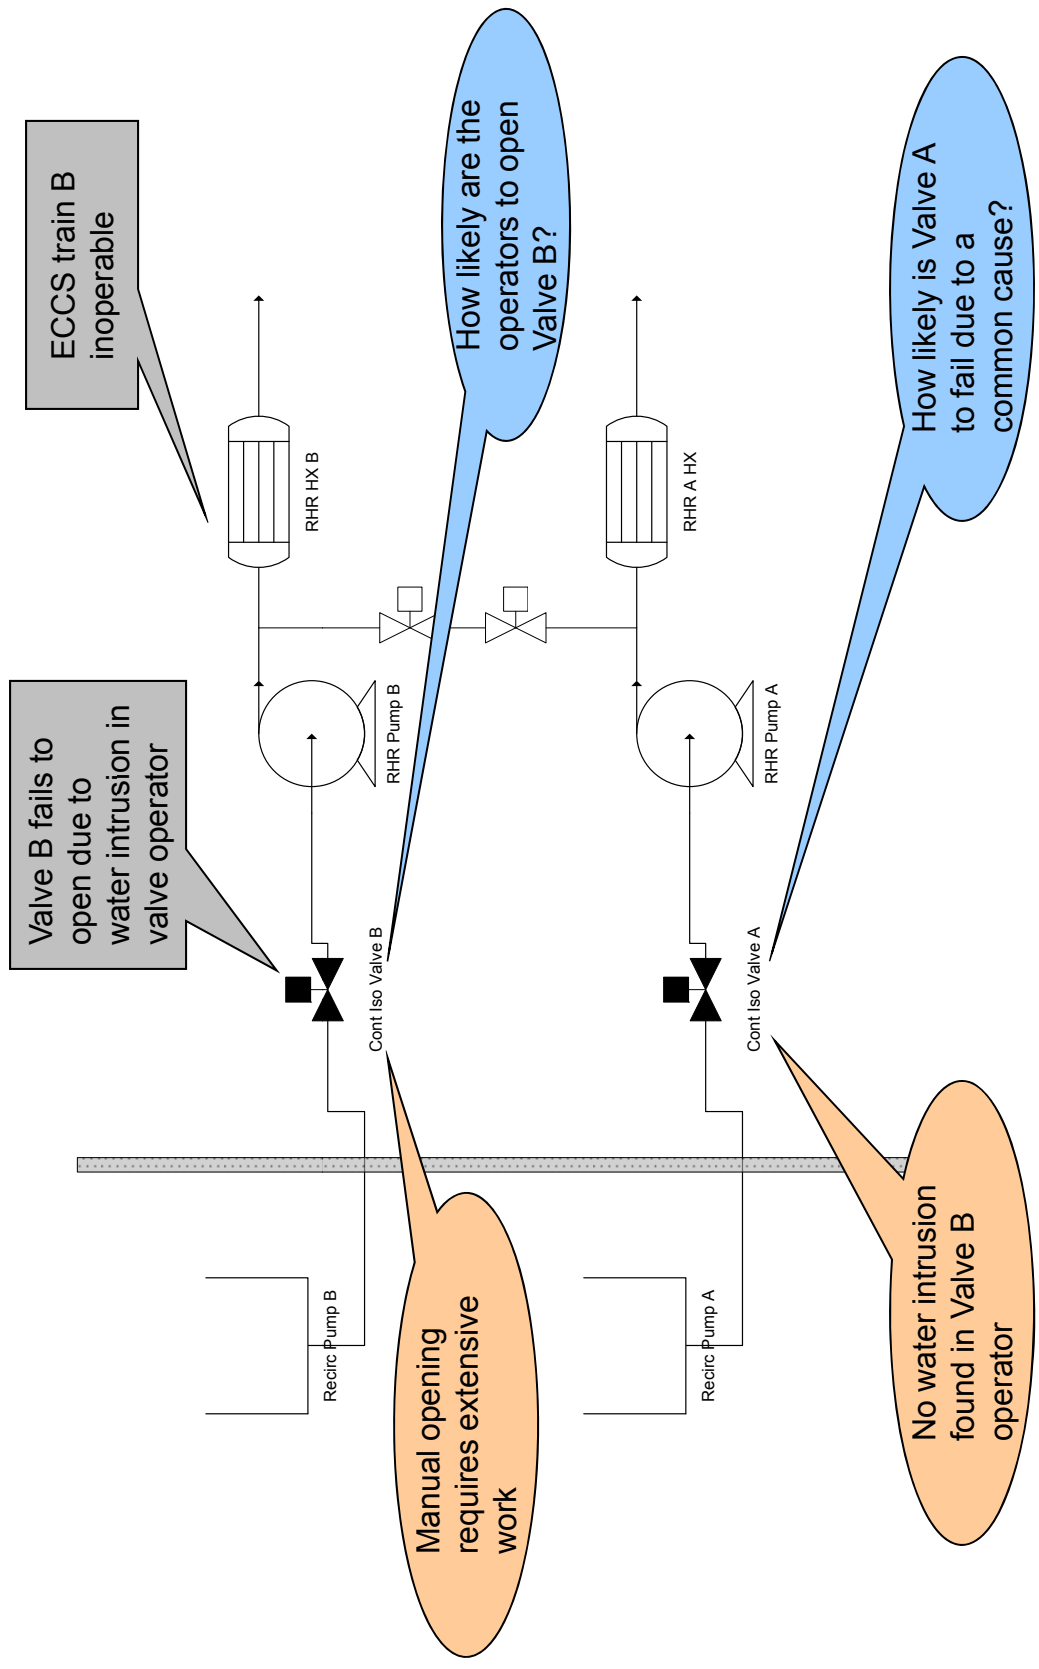 Valve B fails to
open due to
water intrusion in
valve operator
ECCS train B
inoperable
Recirc Pump B
Cont Iso Valve B
RHR Pump B
RHR HX B
Manual opening
requires extensive
work
How likely are the
operators to open
Valve B?
Recirc Pump A
Cont Iso Valve A
RHR Pump A
RHR A HX
No water intrusion
found in Valve B
operator
How likely is Valve A
to fail due to a
common cause?